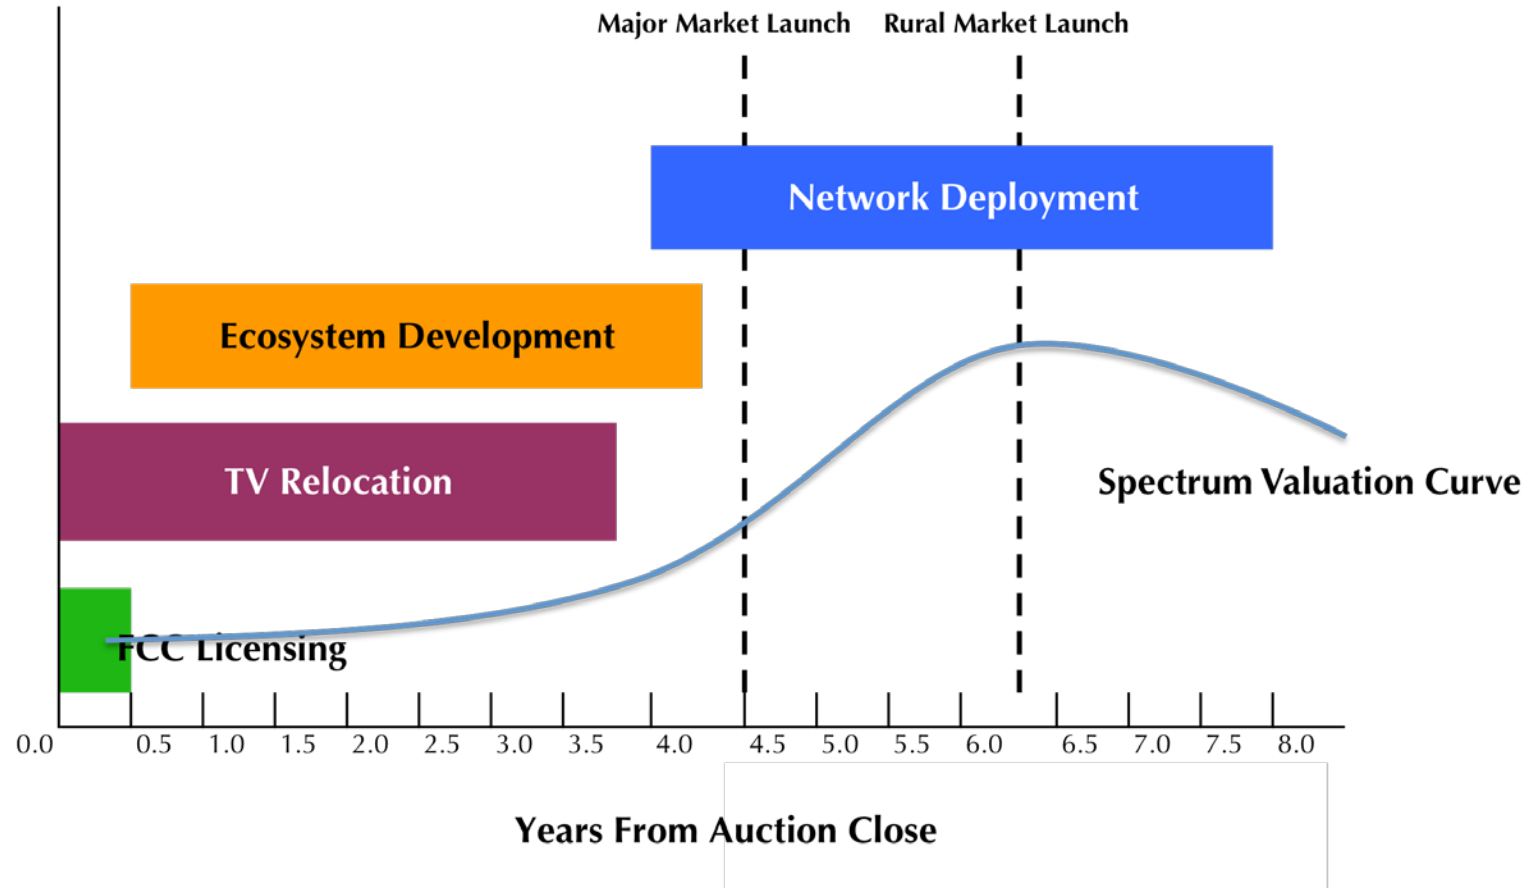 Major Market Launch
Rural Market Launch
Network Deployment
Ecosystem Development
TV Relocation
Spectrum Valuation Curve
FCC Licensing
0.0 0.5 1.0 1.5 2.0 2.5 3.0 3.5 4.0 4.5 5.0 5.5 6.0 6.5 7.0 7.5 8.0
Years From Auction Close